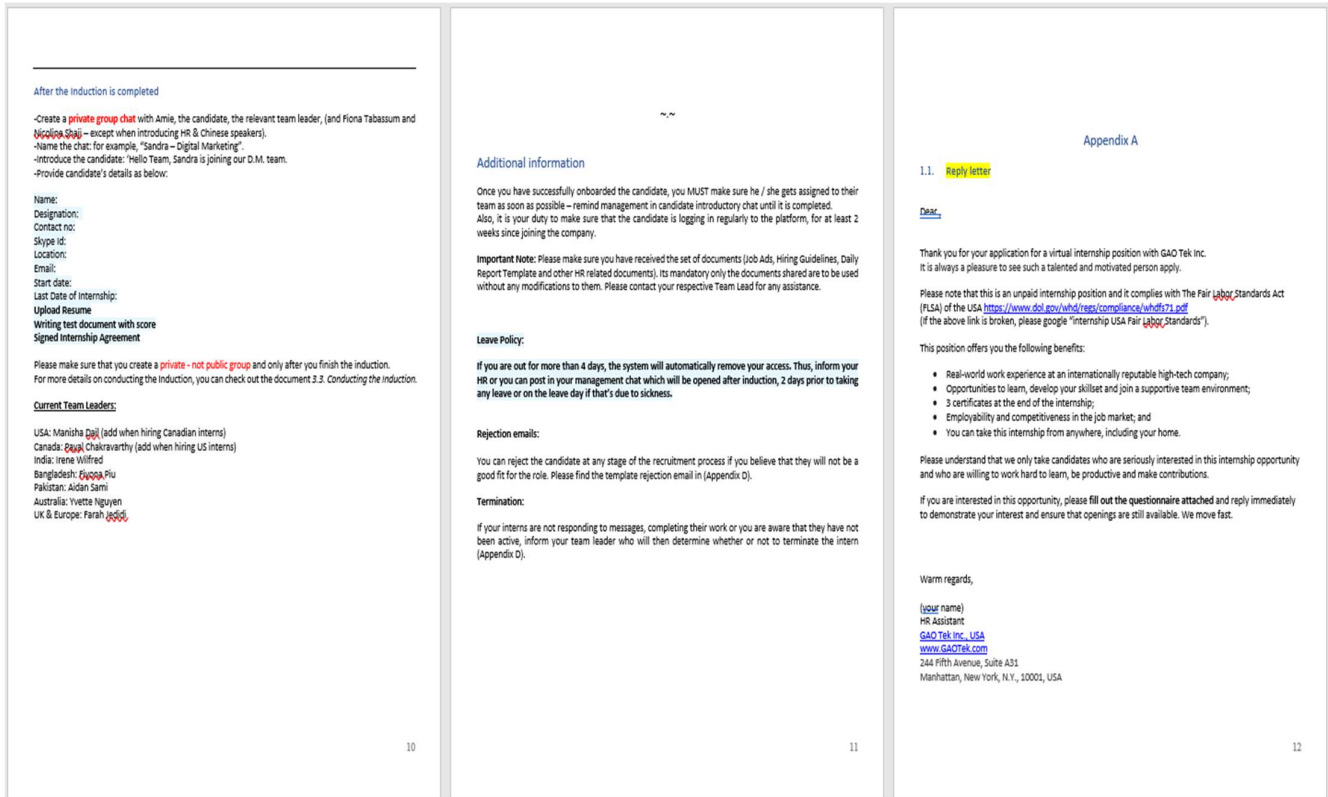 After the Induction is completed
-Create a private group chat with Amie, the candidate, the relevant team leader, (and Fiona Tabassum and
Nicoline Shaji – except when introducing HR & Chinese speakers).
-Name the chat: for example, “Sandra – Digital Marketing”.
-Introduce the candidate: ‘Hello Team, Sandra is joining our D.M. team.
-Provide candidate’s details as below:
Name:
Designation:
Contact no:
Skype Id:
Location:
Email:
Start date:
Last Date of Internship:
Upload Resume
Writing test document with score
Signed Internship Agreement
Please make sure that you create a private - not public group and only after you finish the induction.
For more details on conducting the Induction, you can check out the document 3.3. Conducting the Induction.
Current Team Leaders:
USA: Manisha Dail (add when hiring Canadian interns)
Canada: Payal Chakravarthy (add when hiring US interns)
India: Irene Wilfred
Bangladesh: Fiyona Piu
Pakistan: Aidan Sami
Australia: Yvette Nguyen
UK & Europe: Farah Jedidi
10
~.~
Additional information
Once you have successfully onboarded the candidate, you MUST make sure he / she gets assigned to their
team as soon as possible – remind management in candidate introductory chat until it is completed.
Also, it is your duty to make sure that the candidate is logging in regularly to the platform, for at least 2
weeks since joining the company.
Important Note: Please make sure you have received the set of documents (Job Ads, Hiring Guidelines, Daily
Report Template and other HR related documents). Its mandatory only the documents shared are to be used
without any modifications to them. Please contact your respective Team Lead for any assistance.
Leave Policy:
If you are out for more than 4 days, the system will automatically remove your access. Thus, inform your
HR or you can post in your management chat which will be opened after induction, 2 days prior to taking
any leave or on the leave day if that’s due to sickness.
Rejection emails:
You can reject the candidate at any stage of the recruitment process if you believe that they will not be a
good fit for the role. Please find the template rejection email in (Appendix D).
Termination:
If your interns are not responding to messages, completing their work or you are aware that they have not
been active, inform your team leader who will then determine whether or not to terminate the intern
(Appendix D).
11
Appendix A
1.1. Reply letter
Dear,
Thank you for your application for a virtual internship position with GAO Tek Inc.
It is always a pleasure to see such a talented and motivated person apply.
Please note that this is an unpaid internship position and it complies with The Fair Labor Standards Act
(FLSA) of the USA https://www.dol.gov/whd/regs/compliance/whdfs71.pdf
(If the above link is broken, please google “internship USA Fair Labor Standards”).
This position offers you the following benefits:
• Real-world work experience at an internationally reputable high-tech company;
• Opportunities to learn, develop your skillset and join a supportive team environment;
• 3 certificates at the end of the internship;
• Employability and competitiveness in the job market; and
• You can take this internship from anywhere, including your home.
Please understand that we only take candidates who are seriously interested in this internship opportunity
and who are willing to work hard to learn, be productive and make contributions.
If you are interested in this opportunity, please fill out the questionnaire attached and reply immediately
to demonstrate your interest and ensure that openings are still available. We move fast.
Warm regards,
(your name)
HR Assistant
GAO Tek Inc., USA
www.GAOTek.com
244 Fifth Avenue, Suite A31
Manhattan, New York, N.Y., 10001, USA
12